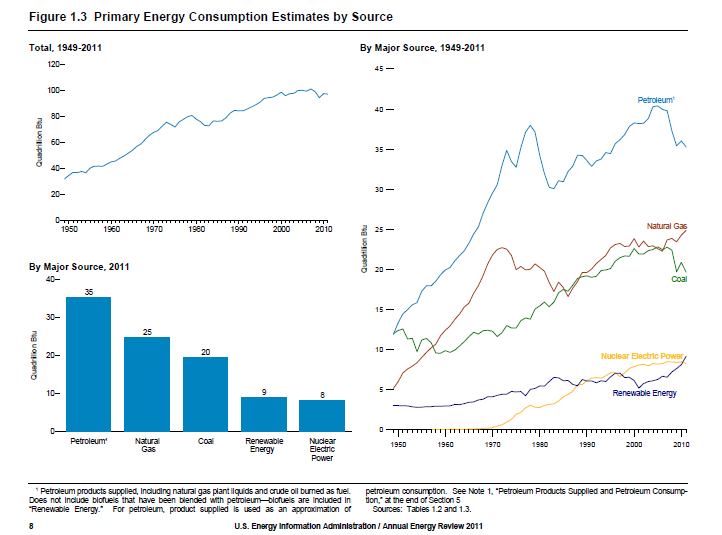 Figure 1.3 Primary Energy Consumption Estimates by Source
Total, 1949-2011
120
100
80
60
40
20
0
Quadrillion Btu
1950 1960 1970 1980 1990 2000 2010
By Major Source, 2011
40
30
20
10
0
Quadrillion Btu
35
25
20
9
8
Petroleum¹
Natural Gas
Coal
Renewable Energy
Nuclear Electric Power
By Major Source, 1949-2011
45
40
35
30
25
20
15
10
5
0
Quadrillion Btu
Petroleum¹
Natural Gas
Coal
Nuclear Electric Power
Renewable Energy
1950 1960 1970 1980 1990 2000 2010
¹ Petroleum products supplied, including natural gas plant liquids and crude oil burned as fuel.
Does not include biofuels that have been blended with petroleum—biofuels are included in
"Renewable Energy." For petroleum, product supplied is used as an approximation of
petroleum consumption. See Note 1, "Petroleum Products Supplied and Petroleum Consump-
tion," at the end of Section 5
Sources: Tables 1.2 and 1.3.
8
U.S. Energy Information Administration / Annual Energy Review 2011